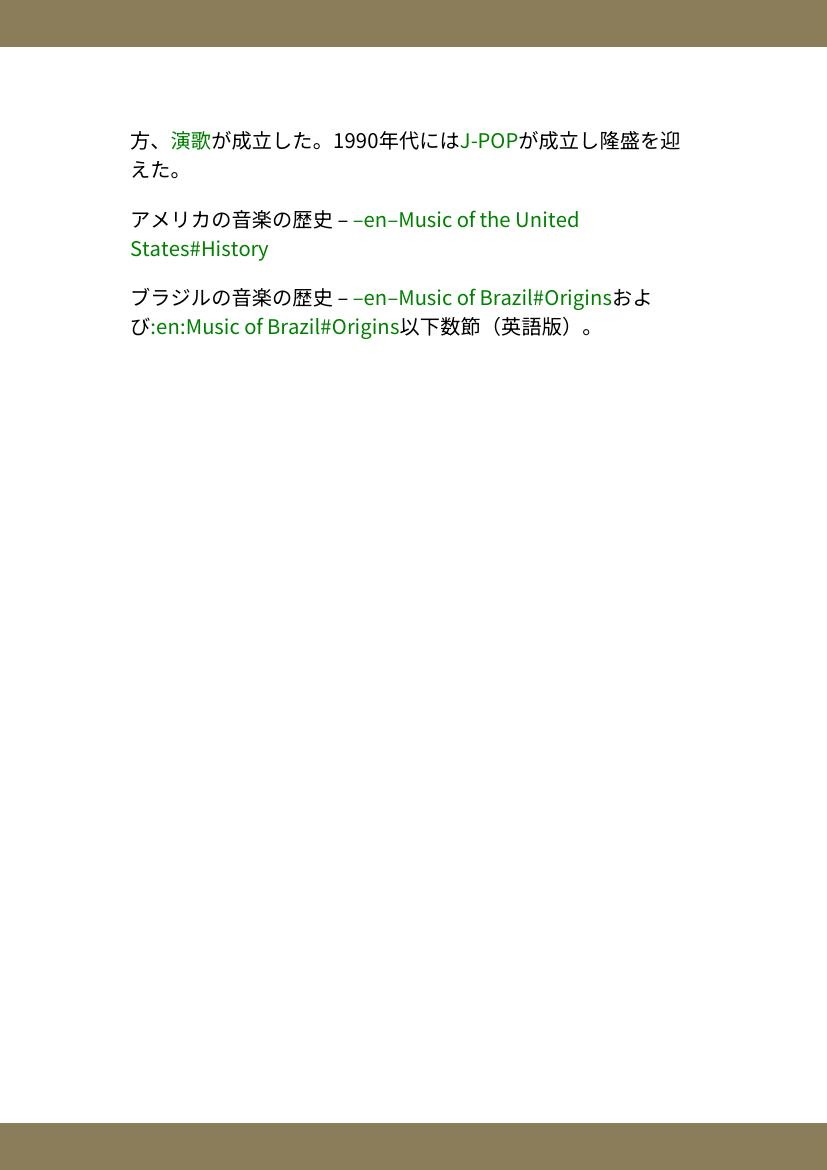 方、演歌が成立した。1990年代にはJ-POPが成立し隆盛を迎
えた。
アメリカの音楽の歴史 – –en–Music of the United
States#History
ブラジルの音楽の歴史 – –en–Music of Brazil#Originsおよ
び:en:Music of Brazil#Origins以下数節（英語版）。